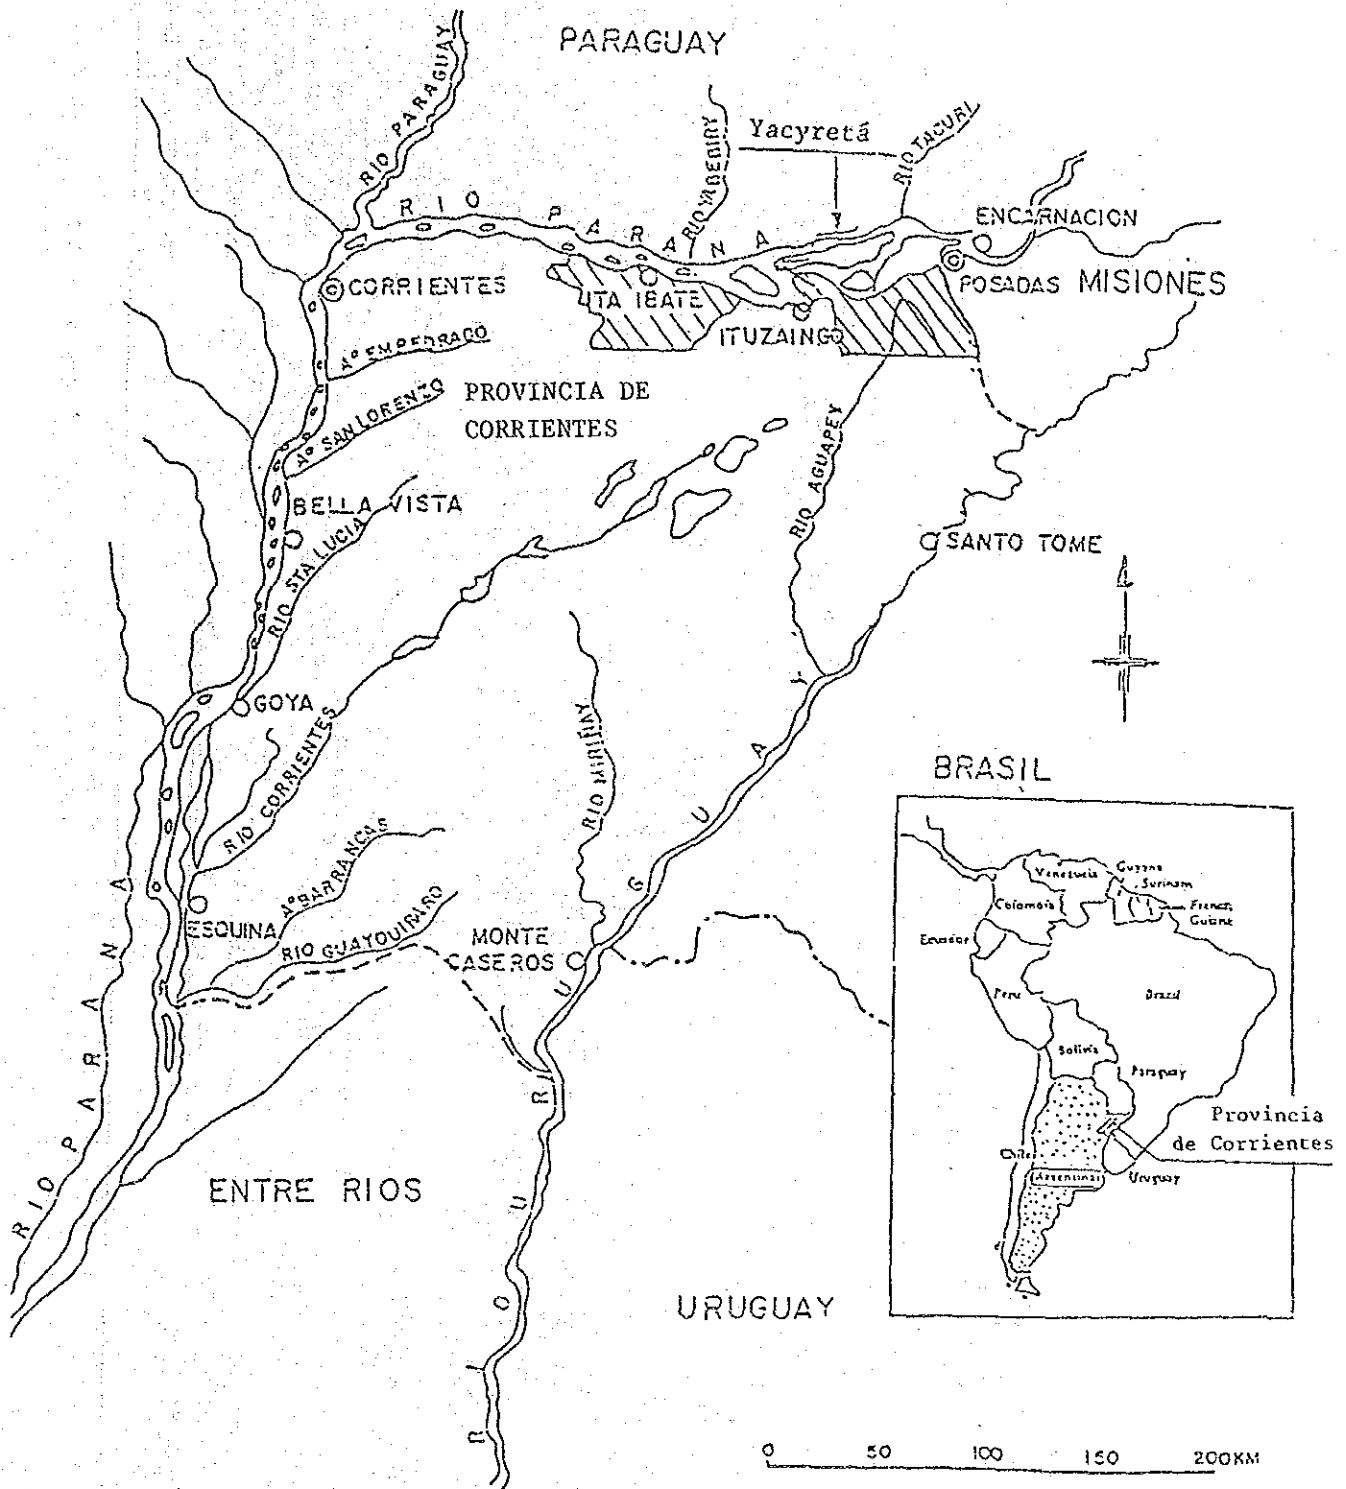 PARAGUAY
RIO PARAGUAY
Yacyretá
RIO YABEBIRY
RIO TACURI
RIO PARANA
ENCARNACION
CORRIENTES
ITA IBATE
POSADAS
MISIONES
ITUZAINGO
Aº EMPEDRADO
Aº SAN LORENZO
PROVINCIA DE
CORRIENTES
RIO AGUAPEY
BELLA VISTA
RIO STA LUCIA
SANTO TOME
GOYA
RIO CORRIENTES
RIO MIRIÑAY
BRASIL
Aº BARRANCAS
ESQUINA
RIO GUAYQUIRARO
MONTE
CASEROS
RIO URUGUAY
RIO PARANA
ENTRE RIOS
URUGUAY
Venezuela
Guyana
Surinam
French
Guiana
Colombia
Ecuador
Peru
Brazil
Bolivia
Paraguay
Provincia
de Corrientes
Chile
Argentina
Uruguay
0 50 100 150 200KM